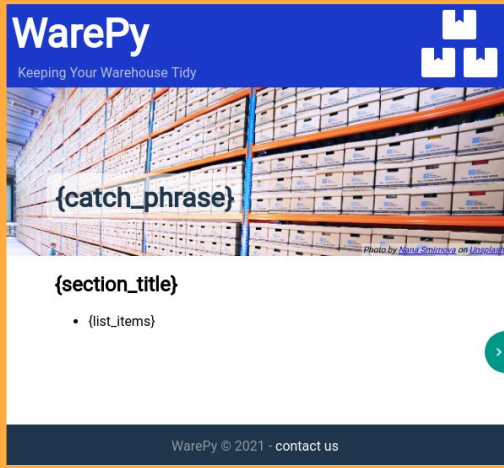 WarePy
Keeping Your Warehouse Tidy
{catch_phrase}
Photo by Nana Smirnova on Unsplash
{section_title}
• {list_items}
WarePy © 2021 - contact us